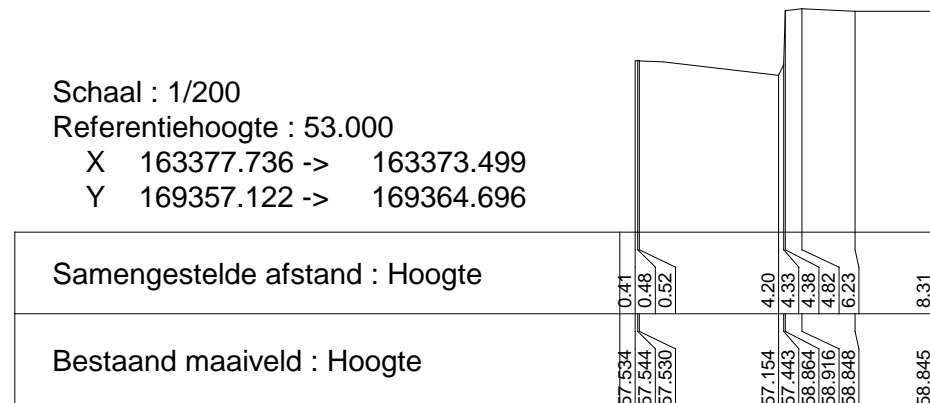 Schaal : 1/200
Referentiehoogte : 53.000
X 163377.736 -> 163373.499
Y 169357.122 -> 169364.696
Samengestelde afstand : Hoogte 0.41 0.48 0.52 4.20 4.33 4.38 4.82 6.23 8.31
Bestaand maaiveld : Hoogte 57.534 57.544 57.530 57.154 57.443 58.864 58.916 58.848 58.845